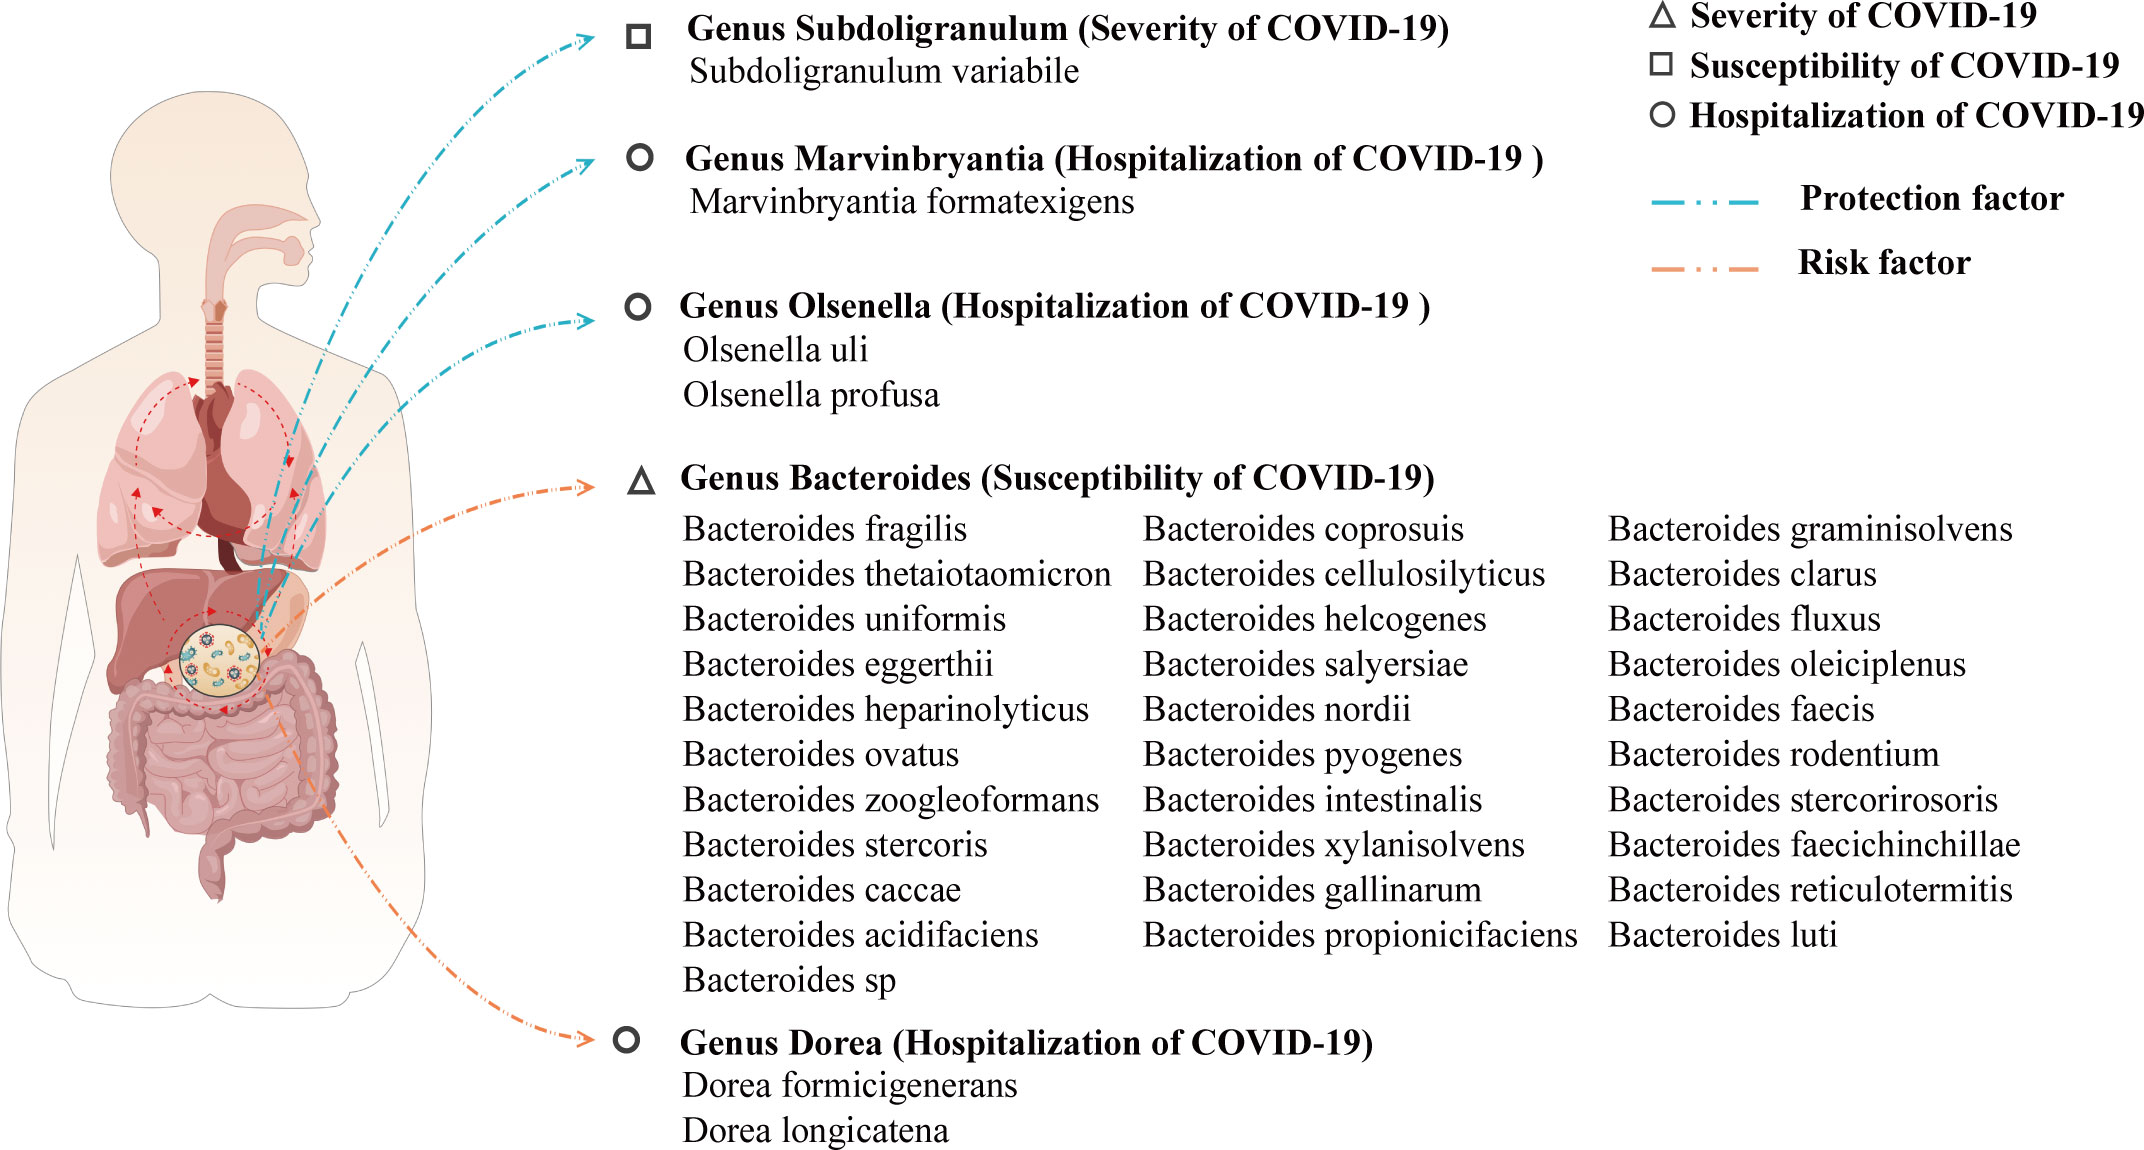 Genus Subdoligranulum (Severity of COVID-19)
Subdoligranulum variabile
Genus Marvinbryantia (Hospitalization of COVID-19 )
Marvinbryantia formatexigens
Genus Olsenella (Hospitalization of COVID-19 )
Olsenella uli
Olsenella profusa
Genus Bacteroides (Susceptibility of COVID-19)
Bacteroides fragilis
Bacteroides thetaiotaomicron
Bacteroides uniformis
Bacteroides eggerthii
Bacteroides heparinolyticus
Bacteroides ovatus
Bacteroides zoogleoformans
Bacteroides stercoris
Bacteroides caccae
Bacteroides acidifaciens
Bacteroides sp
Bacteroides coprosuis
Bacteroides cellulosilyticus
Bacteroides helcogenes
Bacteroides salyersiae
Bacteroides nordii
Bacteroides pyogenes
Bacteroides intestinalis
Bacteroides xylanisolvens
Bacteroides gallinarum
Bacteroides propionicifaciens
Bacteroides graminisolvens
Bacteroides clarus
Bacteroides fluxus
Bacteroides oleiciplenus
Bacteroides faecis
Bacteroides rodentium
Bacteroides stercorirosoris
Bacteroides faecichinchillae
Bacteroides reticulotermitis
Bacteroides luti
Genus Dorea (Hospitalization of COVID-19)
Dorea formicigenerans
Dorea longicatena
Severity of COVID-19
Susceptibility of COVID-19
Hospitalization of COVID-19
Protection factor
Risk factor